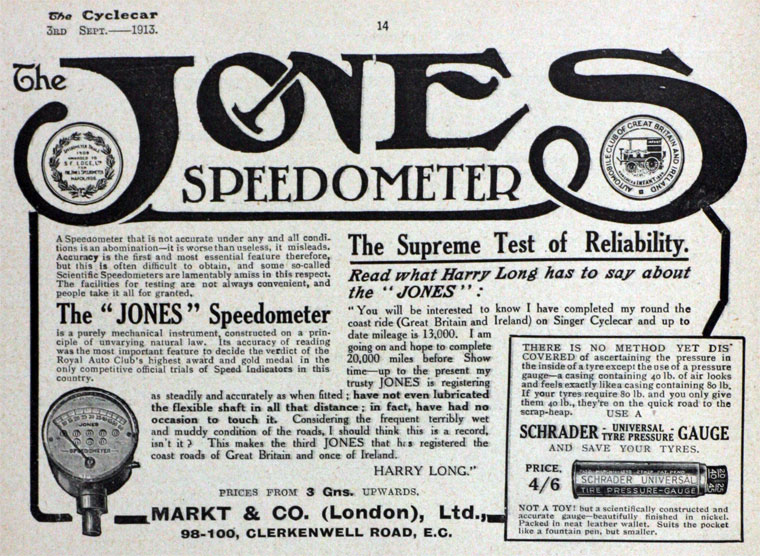 The Cyclecar
3RD SEPT.—1913.
14
The JONES
SPEEDOMETER
AUTOMOBILE CLUB OF GREAT BRITAIN AND IRELAND
A Speedometer that is not accurate under any and all condi-
tions is an abomination—it is worse than useless, it misleads.
Accuracy is the first and most essential feature therefore,
but this is often difficult to obtain, and some so-called
Scientific Speedometers are lamentably amiss in this respect.
The facilities for testing are not always convenient, and
people take it all for granted.
The "JONES" Speedometer
is a purely mechanical instrument, constructed on a prin-
ciple of unvarying natural law. Its accuracy of reading
was the most important feature to decide the verdict of the
Royal Auto Club's highest award and gold medal in the
only competitive official trials of Speed Indicators in this
country.
The Supreme Test of Reliability.
Read what Harry Long has to say about
the "JONES":
"You will be interested to know I have completed my round the
coast ride (Great Britain and Ireland) on Singer Cyclecar and up to
date mileage is 13,000. I am
going on and hope to complete
20,000 miles before Show
time—up to the present my
trusty JONES is registering
as steadily and accurately as when fitted; have not even lubricated
the flexible shaft in all that distance; in fact, have had no
occasion to touch it. Considering the frequent terribly wet
and muddy condition of the roads, I should think this is a record,
isn't it? This makes the third JONES that has registered the
coast roads of Great Britain and once of Ireland.
HARRY LONG."
JONES
SPEEDOMETER
PRICES FROM 3 Gns. UPWARDS.
MARKT & CO. (London), Ltd.,
98-100, CLERKENWELL ROAD, E.C.
THERE IS NO METHOD YET DIS-
COVERED of ascertaining the pressure in
the inside of a tyre except the use of a pressure
gauge—a casing containing 40 lb. of air looks
and feels exactly like a casing containing 80 lb.
If your tyres require 80 lb. and you only give
them 40 lb., they're on the quick road to the
scrap-heap. USE A
SCHRADER - UNIVERSAL - TYRE PRESSURE GAUGE
AND SAVE YOUR TYRES.
PRICE,
4/6
SCHRADER UNIVERSAL
TIRE PRESSURE-GAUGE
NOT A TOY! but a scientifically constructed and
accurate gauge—beautifully finished in nickel.
Packed in neat leather wallet. Suits the pocket
like a fountain pen, but smaller.